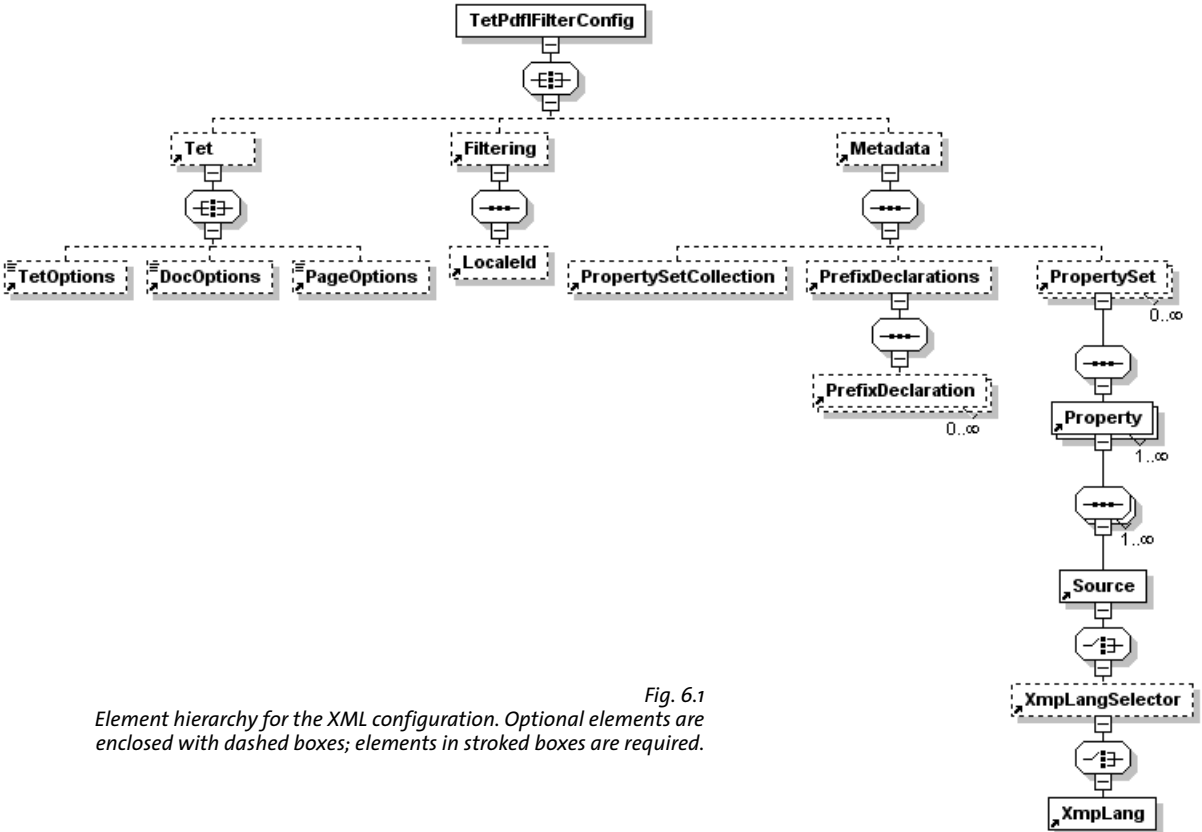 TetPdfIFilterConfig
Tet
Filtering
Metadata
TetOptions
DocOptions
PageOptions
LocaleId
PropertySetCollection
PrefixDeclarations
PropertySet
0..∞
PrefixDeclaration
0..∞
Property
1..∞
1..∞
Source
XmpLangSelector
XmpLang
Fig. 6.1
Element hierarchy for the XML configuration. Optional elements are
enclosed with dashed boxes; elements in stroked boxes are required.